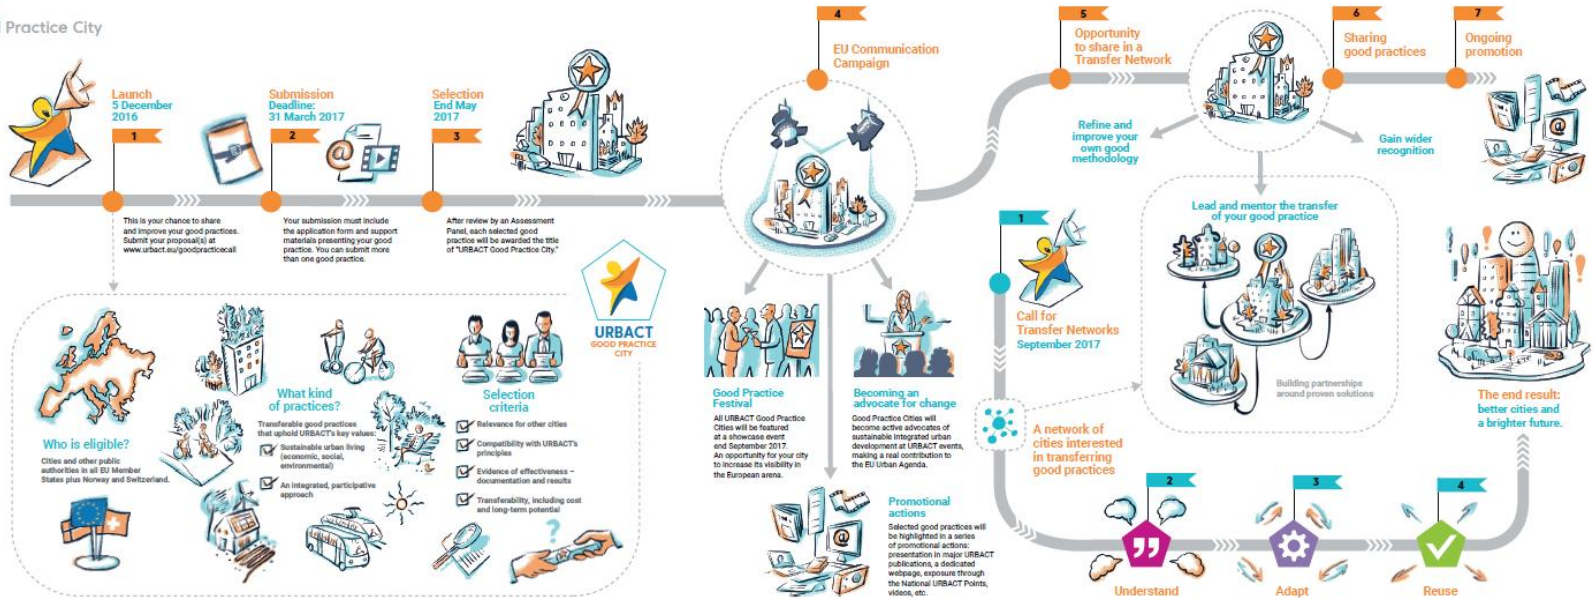 Practice City
Launch
5 December
2016
1
This is your chance to share
and improve your good practices.
Submit your proposal(s) at
www.urbact.eu/goodpracticecall
Submission
Deadline:
31 March 2017
2
@
Your submission must include
the application form and support
materials presenting your good
practice. You can submit more
than one good practice.
Selection
End May
2017
3
After review by an Assessment
Panel, each selected good
practice will be awarded the title
of "URBACT Good Practice City."
URBACT
GOOD PRACTICE
CITY
Who is eligible?
Cities and other public
authorities in all EU Member
States plus Norway and Switzerland.
What kind
of practices?
Transferable good practices
that uphold URBACT's key values:
Sustainable urban living
(economic, social,
environmental)
An integrated, participative
approach
Selection
criteria
Relevance for other cities
Compatibility with URBACT's
principles
Evidence of effectiveness –
documentation and results
Transferability, including cost
and long-term potential
?
4
EU Communication
Campaign
Good Practice
Festival
All URBACT Good Practice
Cities will be featured
at a showcase event
end September 2017.
An opportunity for your city
to increase its visibility in
the European arena.
Becoming an
advocate for change
Good Practice Cities will
become active advocates of
sustainable integrated urban
development at URBACT events,
making a real contribution to
the EU Urban Agenda.
@
Promotional
actions
Selected good practices will
be highlighted in a series
of promotional actions:
presentation in major URBACT
publications, a dedicated
webpage, exposure through
the National URBACT Points,
videos, etc.
5
Opportunity
to share in a
Transfer Network
Refine and
improve your
own good
methodology
Gain wider
recognition
Lead and mentor the transfer
of your good practice
Building partnerships
around proven solutions
6
Sharing
good practices
7
Ongoing
promotion
@
1
Call for
Transfer Networks
September 2017
A network of
cities interested
in transferring
good practices
2
Understand
3
Adapt
4
Reuse
The end result:
better cities and
a brighter future.